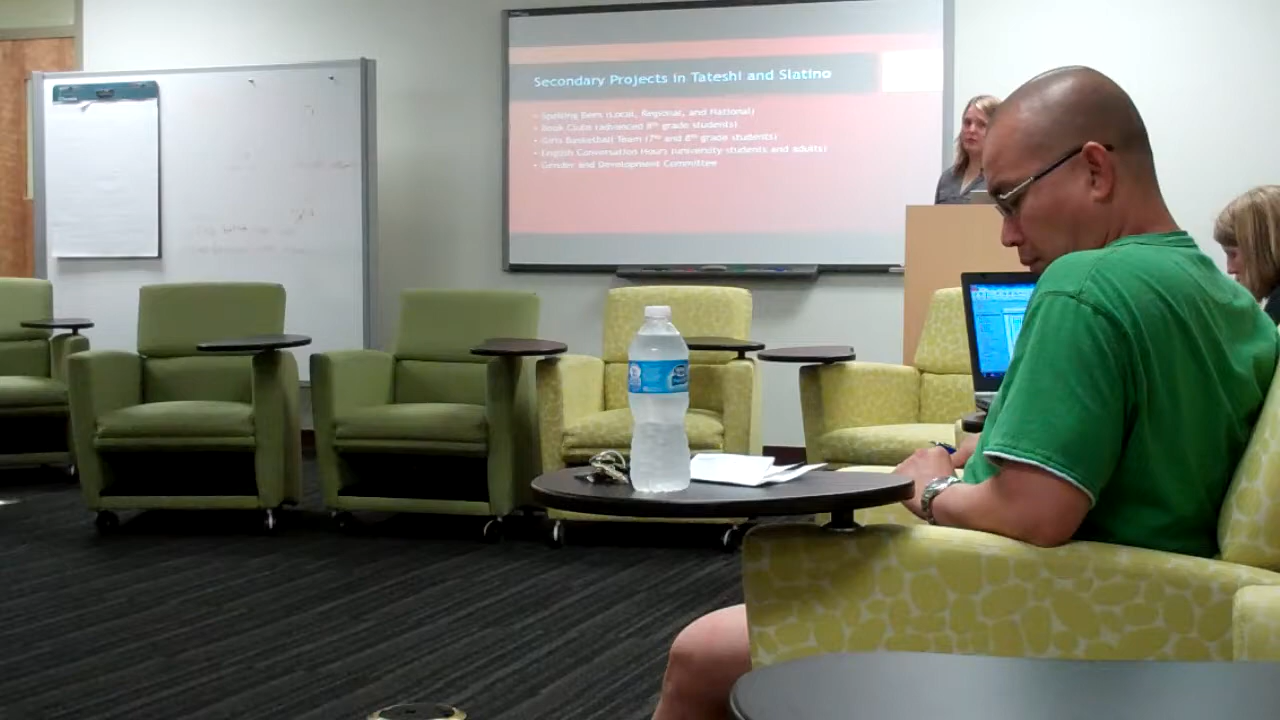 Secondary Projects in Tateshi and Slatino
• Spelling Bees (Local, Regional, and National)
• Book Clubs (advanced 8th grade students)
• Girls Basketball Team (7th and 8th grade students)
• English Conversation Hours (university students and adults)
• Gender and Development Committee